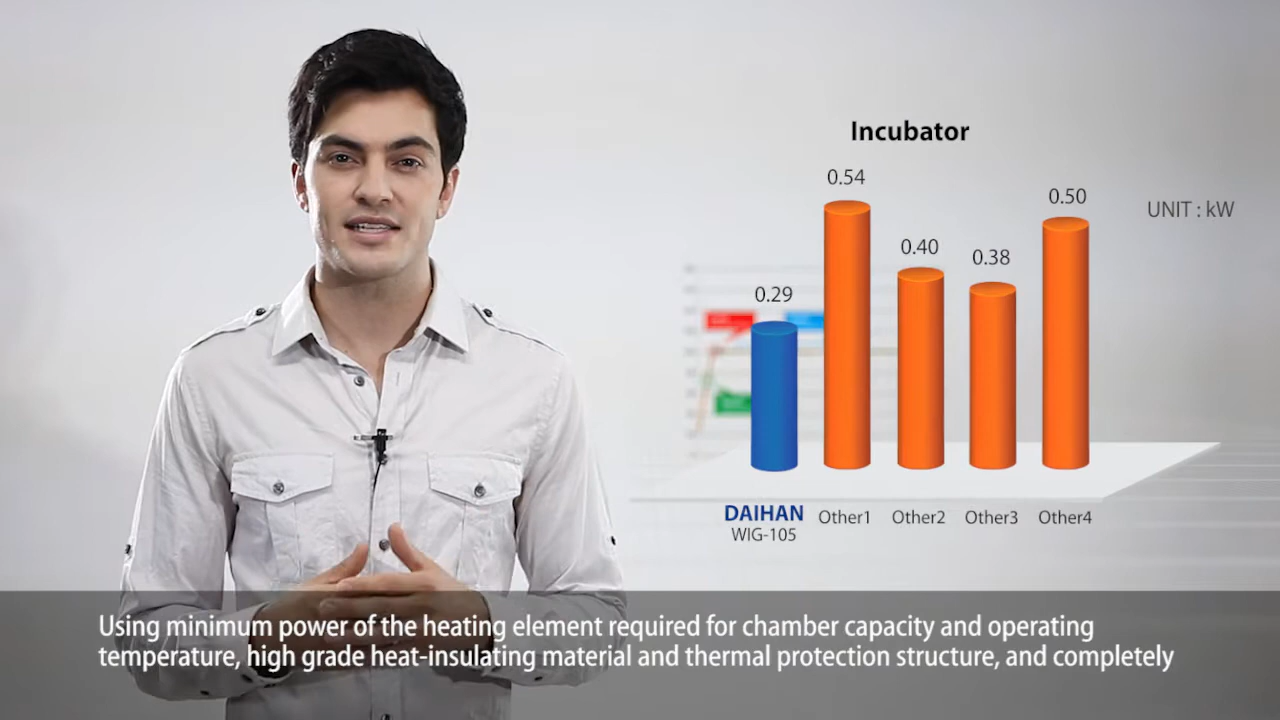 Incubator
UNIT : kW
0.29
0.54
0.40
0.38
0.50
DAIHAN
WIG-105
Other1
Other2
Other3
Other4
Using minimum power of the heating element required for chamber capacity and operating
temperature, high grade heat-insulating material and thermal protection structure, and completely